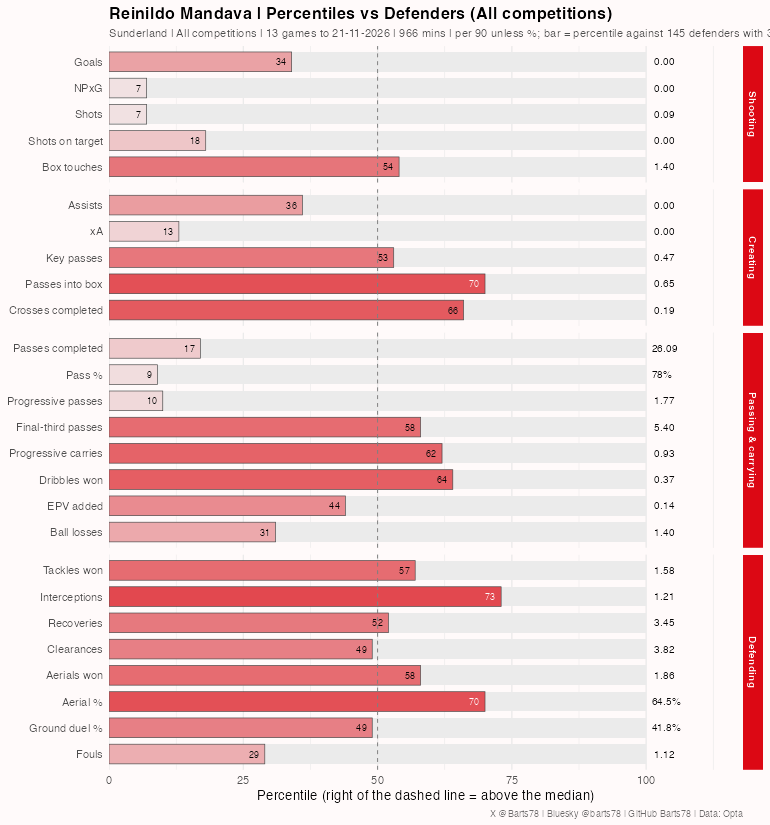 Reinildo Mandava | Percentiles vs Defenders (All competitions)
Sunderland | All competitions | 13 games to 21-11-2026 | 966 mins | per 90 unless %; bar = percentile against 145 defenders with
Goals 34 0.00
NPxG 7 0.00
Shots 7 0.09
Shots on target 18 0.00
Box touches 54 1.40
Shooting
Assists 36 0.00
xA 13 0.00
Key passes 53 0.47
Passes into box 70 0.65
Crosses completed 66 0.19
Creating
Passes completed 17 26.09
Pass % 9 78%
Progressive passes 10 1.77
Final-third passes 58 5.40
Progressive carries 62 0.93
Dribbles won 64 0.37
EPV added 44 0.14
Ball losses 31 1.40
Passing & carrying
Tackles won 57 1.58
Interceptions 73 1.21
Recoveries 52 3.45
Clearances 49 3.82
Aerials won 58 1.86
Aerial % 70 64.5%
Ground duel % 49 41.8%
Fouls 29 1.12
Defending
0 25 50 75 100
Percentile (right of the dashed line = above the median)
X @Barts78 | Bluesky @barts78 | GitHub Barts78 | Data: Opta